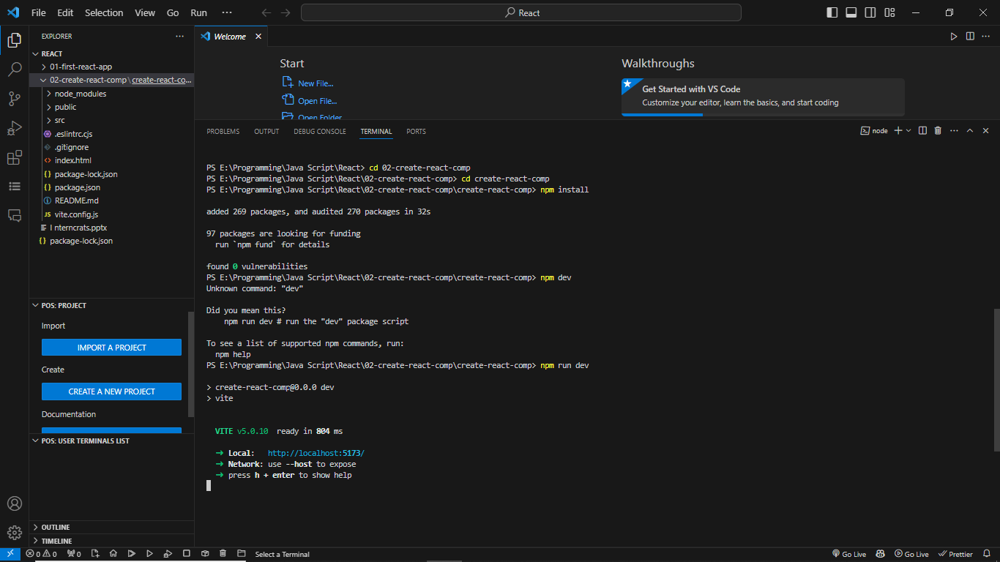 File Edit Selection View Go Run ··· React
EXPLORER ···
REACT
01-first-react-app
02-create-react-comp\create-react-co...
node_modules
public
src
.eslintrc.cjs
.gitignore
index.html
package-lock.json
package.json
README.md
JS vite.config.js
Interncrats.pptx
package-lock.json
POS: PROJECT
Import
IMPORT A PROJECT
Create
CREATE A NEW PROJECT
Documentation
POS: USER TERMINALS LIST
OUTLINE
TIMELINE
Welcome
Start
New File...
Open File...
Open Folder
Walkthroughs
Get Started with VS Code
Customize your editor, learn the basics, and start coding
PROBLEMS OUTPUT DEBUG CONSOLE TERMINAL PORTS node
PS E:\Programming\Java Script\React> cd 02-create-react-comp
PS E:\Programming\Java Script\React\02-create-react-comp> cd create-react-comp
PS E:\Programming\Java Script\React\02-create-react-comp\create-react-comp> npm install
added 269 packages, and audited 270 packages in 32s
97 packages are looking for funding
run `npm fund` for details
found 0 vulnerabilities
PS E:\Programming\Java Script\React\02-create-react-comp\create-react-comp> npm dev
Unknown command: "dev"
Did you mean this?
npm run dev # run the "dev" package script
To see a list of supported npm commands, run:
npm help
PS E:\Programming\Java Script\React\02-create-react-comp\create-react-comp> npm run dev
> create-react-comp@0.0.0 dev
> vite
VITE v5.0.10 ready in 804 ms
➜ Local: http://localhost:5173/
➜ Network: use --host to expose
➜ press h + enter to show help
0 0 0 Select a Terminal Go Live Go Live Prettier